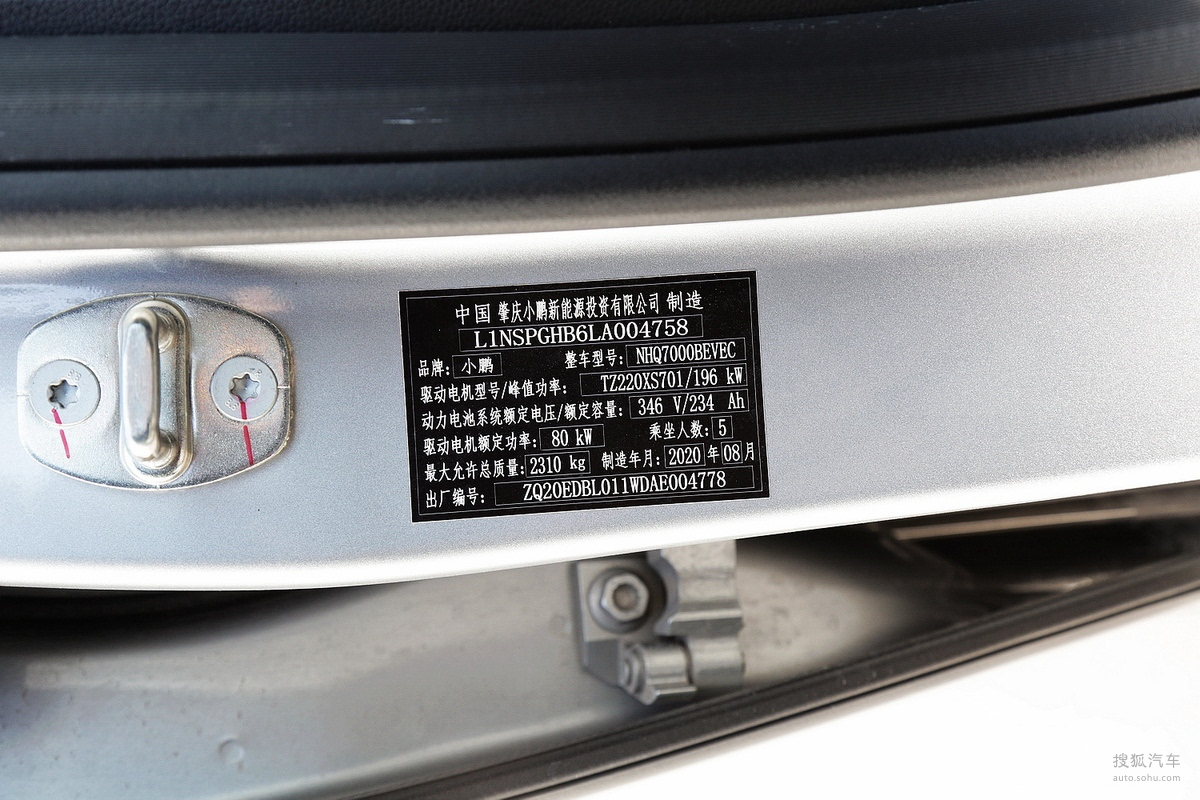 中国 肇庆小鹏新能源投资有限公司 制造
L1NSPGHB6LA004758
品牌: 小鹏 整车型号: NHQ7000BEVEC
驱动电机型号/峰值功率: TZ220XS701/196 kW
动力电池系统额定电压/额定容量: 346 V/234 Ah
驱动电机额定功率: 80 kW 乘坐人数: 5
最大允许总质量: 2310 kg 制造年月: 2020 年 08 月
出厂编号: ZQ20EDBL011WDAE004778
搜狐汽车
auto.sohu.com